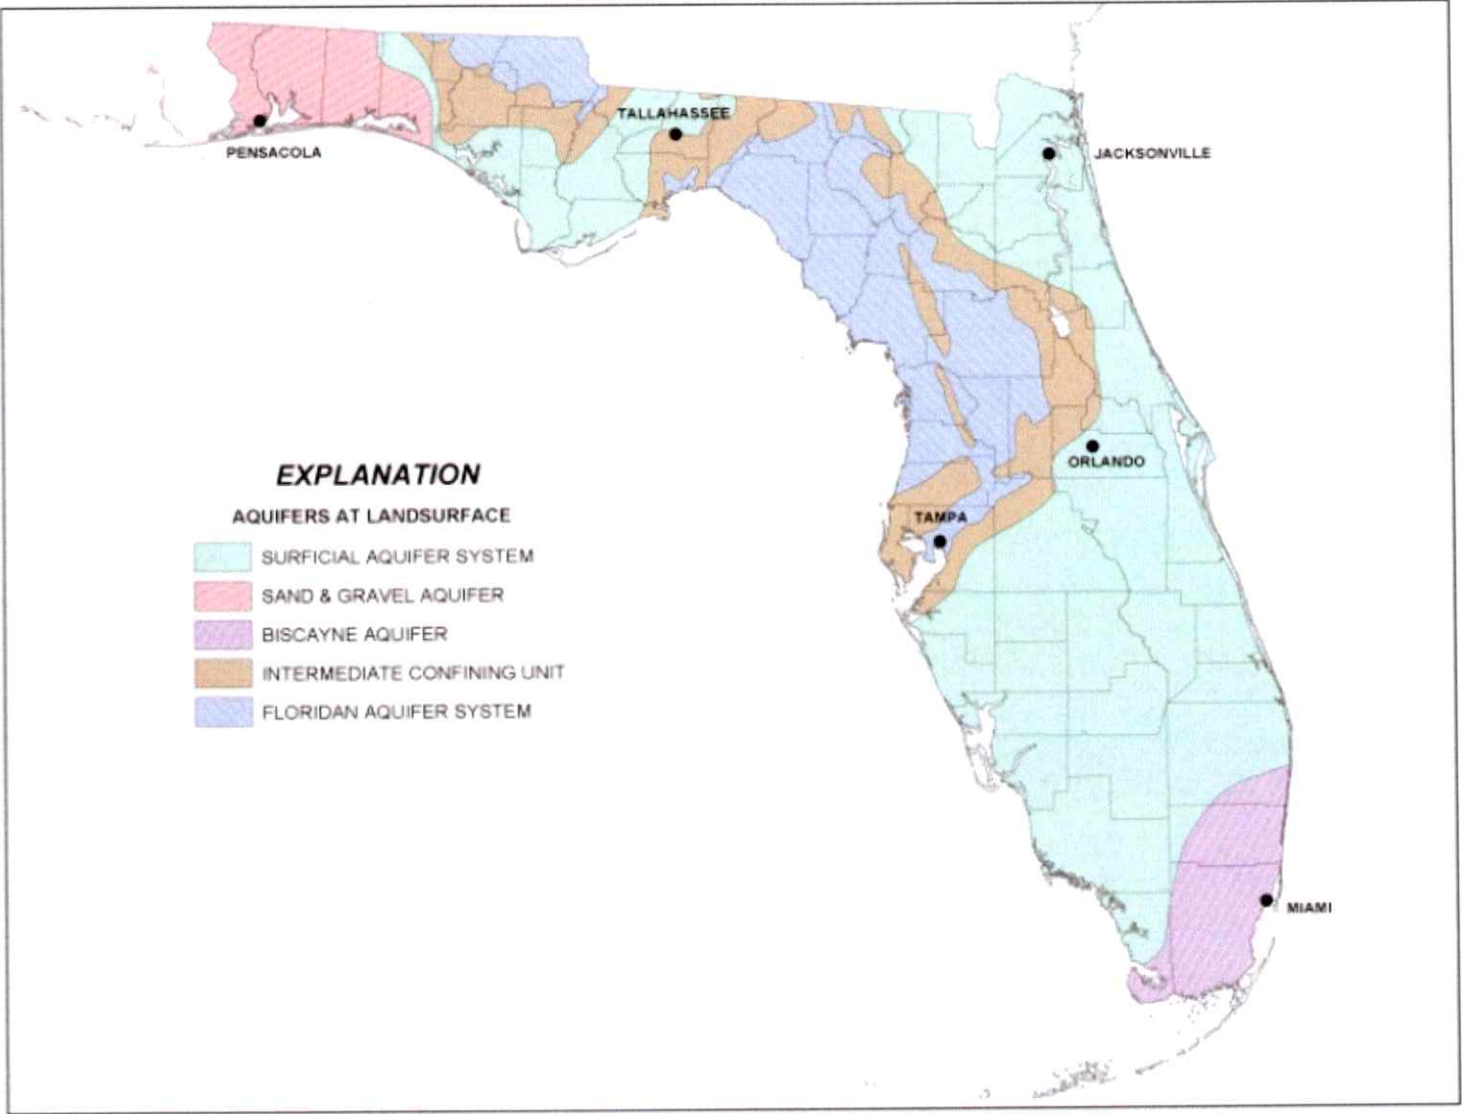 TALLAHASSEE
PENSACOLA
JACKSONVILLE
ORLANDO
TAMPA
MIAMI
EXPLANATION
AQUIFERS AT LANDSURFACE
SURFICIAL AQUIFER SYSTEM
SAND & GRAVEL AQUIFER
BISCAYNE AQUIFER
INTERMEDIATE CONFINING UNIT
FLORIDAN AQUIFER SYSTEM